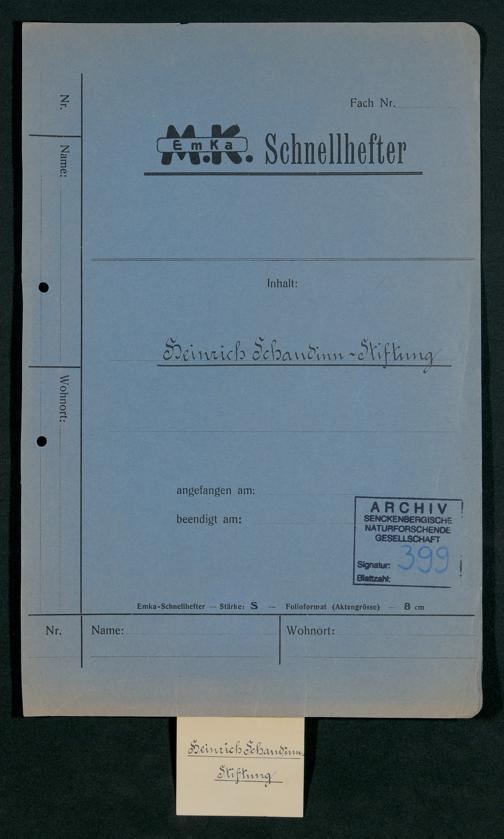 Nr.
Name:
Wohnort:
Fach Nr.
M.K. EmKa Schnellhefter
Inhalt:
Heinrich Schaudinn-Stiftung
angefangen am:
beendigt am:
ARCHIV
SENCKENBERGISCHE
NATURFORSCHENDE
GESELLSCHAFT
Signatur: 399
Blattzahl:
Emka-Schnellhefter — Stärke: S — Folioformat (Aktengrösse) — 8 cm
Nr. Name: Wohnort:
Heinrich Schaudinn-
Stiftung